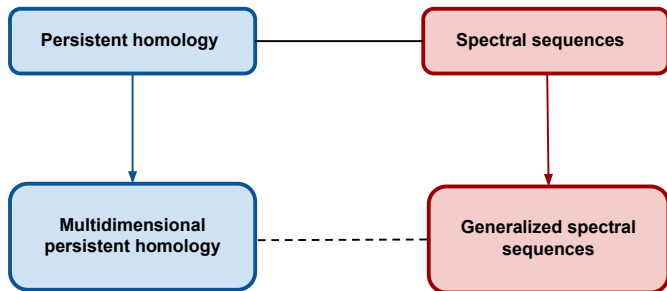 Persistent homology
Spectral sequences
Multidimensional
persistent homology
Generalized spectral
sequences